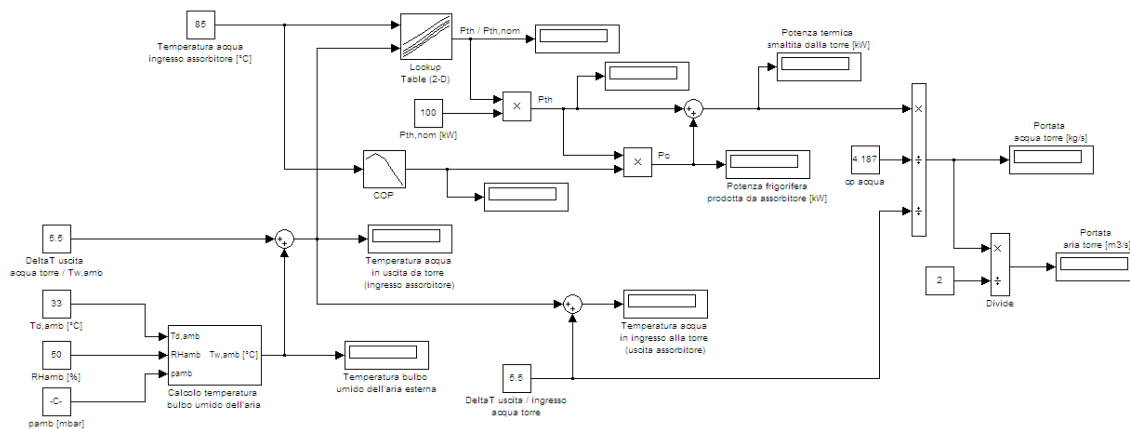 85
Temperatura acqua
ingresso assorbitore [°C]
Lookup
Table (2-D)
Pth / Pth,nom
Potenza termica
smaltita dalla torre [kW]
100
Pth,nom [kW]
×
Pth
++
×
Pc
COP
Potenza frigorifera
prodotta da assorbitore [kW]
4.187
cp acqua
×
÷
÷
Portata
acqua torre [kg/s]
5.5
DeltaT uscita
acqua torre / Tw,amb
++
Temperatura acqua
in uscita da torre
(ingresso assorbitore)
2
×
÷
Divide
Portata
aria torre [m3/s]
33
Td,amb [°C]
50
RHamb [%]
-C-
pamb [mbar]
Td,amb
RHamb
pamb
Tw,amb [°C]
Calcolo temperatura
bulbo umido dell'aria
Temperatura bulbo
umido dell'aria esterna
++
Temperatura acqua
in ingresso alla torre
(uscita assorbitore)
5.5
DeltaT uscita / ingresso
acqua torre